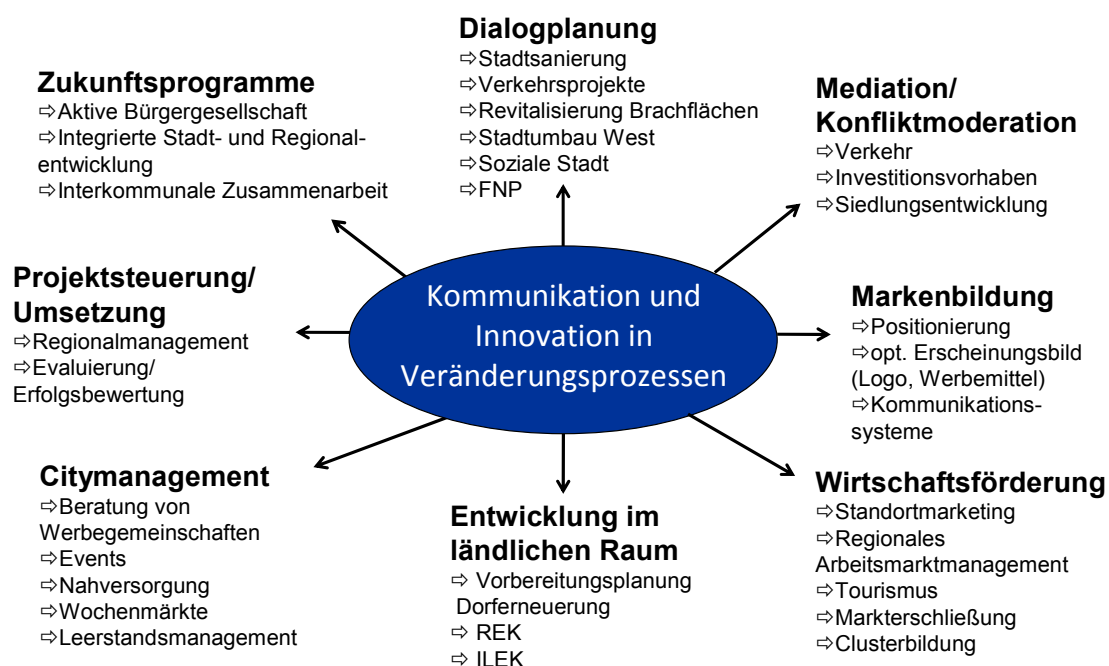 Dialogplanung
⇨Stadtsanierung
⇨Verkehrsprojekte
⇨Revitalisierung Brachflächen
⇨Stadtumbau West
⇨Soziale Stadt
⇨FNP
Zukunftsprogramme
⇨Aktive Bürgergesellschaft
⇨Integrierte Stadt- und Regional-
entwicklung
⇨Interkommunale Zusammenarbeit
Mediation/
Konfliktmoderation
⇨Verkehr
⇨Investitionsvorhaben
⇨Siedlungsentwicklung
Projektsteuerung/
Umsetzung
⇨Regionalmanagement
⇨Evaluierung/
Erfolgsbewertung
Kommunikation und
Innovation in
Veränderungsprozessen
Markenbildung
⇨Positionierung
⇨opt. Erscheinungsbild
(Logo, Werbemittel)
⇨Kommunikations-
systeme
Citymanagement
⇨Beratung von
Werbegemeinschaften
⇨Events
⇨Nahversorgung
⇨Wochenmärkte
⇨Leerstandsmanagement
Entwicklung im
ländlichen Raum
⇨ Vorbereitungsplanung
Dorferneuerung
⇨ REK
⇨ ILEK
Wirtschaftsförderung
⇨Standortmarketing
⇨Regionales
Arbeitsmarktmanagement
⇨Tourismus
⇨Markterschließung
⇨Clusterbildung